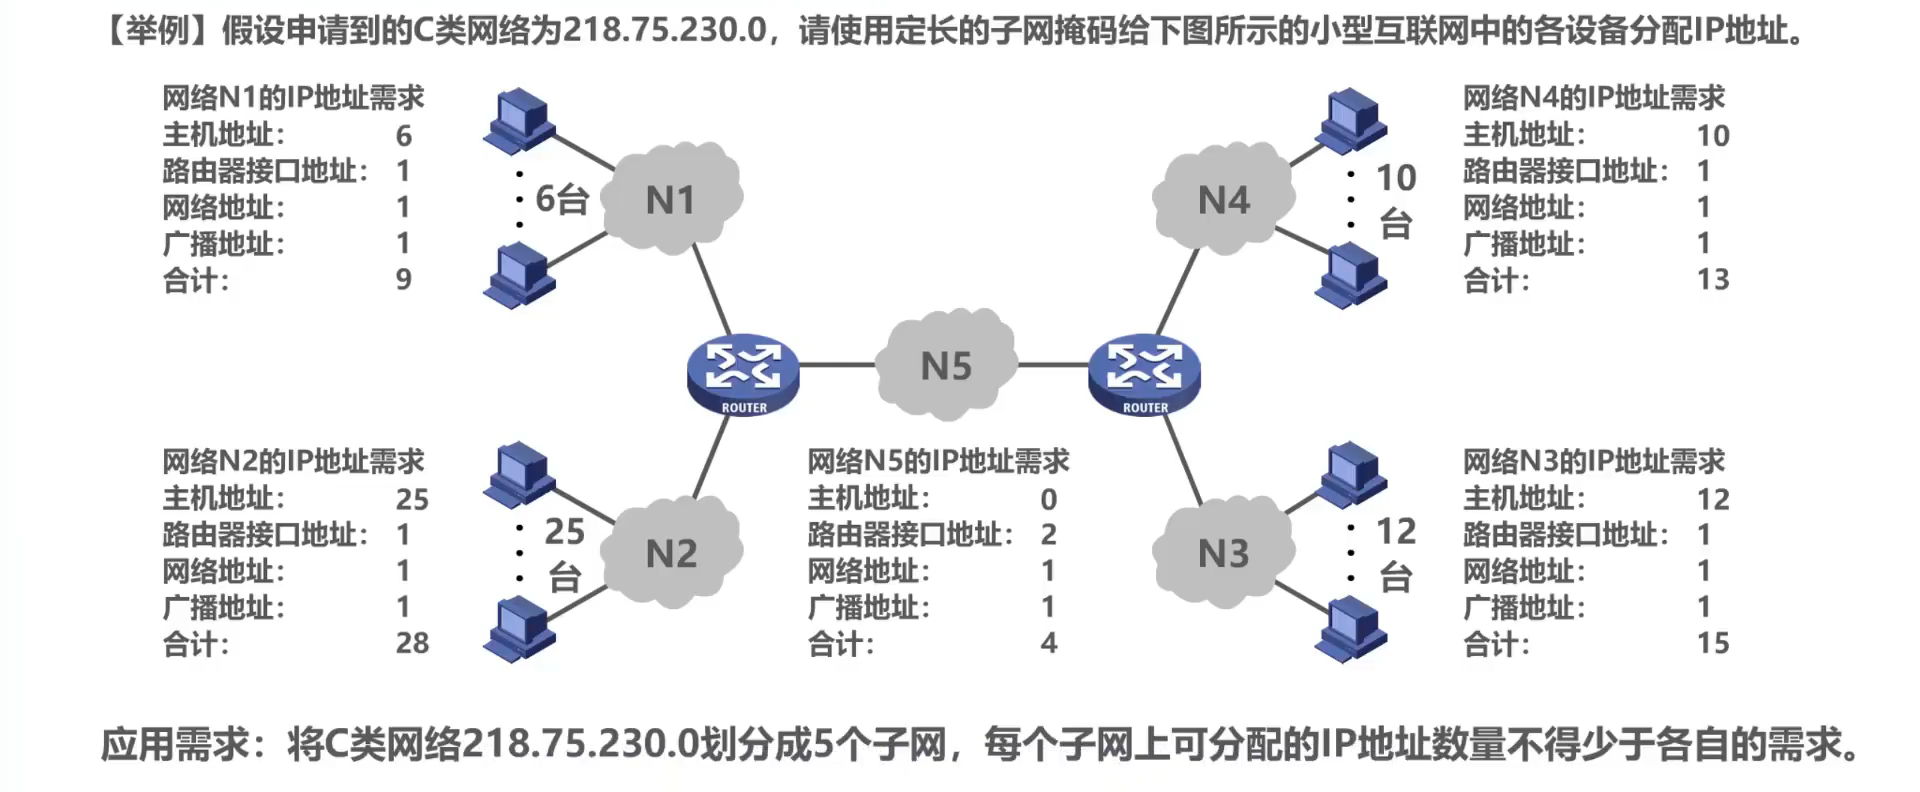 【举例】假设申请到的C类网络为218.75.230.0，请使用定长的子网掩码给下图所示的小型互联网中的各设备分配IP地址。
网络N1的IP地址需求
主机地址： 6
路由器接口地址： 1
网络地址： 1
广播地址： 1
合计： 9
6台
N1
N4
10
台
网络N4的IP地址需求
主机地址： 10
路由器接口地址： 1
网络地址： 1
广播地址： 1
合计： 13
ROUTER
N5
ROUTER
网络N2的IP地址需求
主机地址： 25
路由器接口地址： 1
网络地址： 1
广播地址： 1
合计： 28
25
台
N2
网络N5的IP地址需求
主机地址： 0
路由器接口地址： 2
网络地址： 1
广播地址： 1
合计： 4
N3
12
台
网络N3的IP地址需求
主机地址： 12
路由器接口地址： 1
网络地址： 1
广播地址： 1
合计： 15
应用需求：将C类网络218.75.230.0划分成5个子网，每个子网上可分配的IP地址数量不得少于各自的需求。